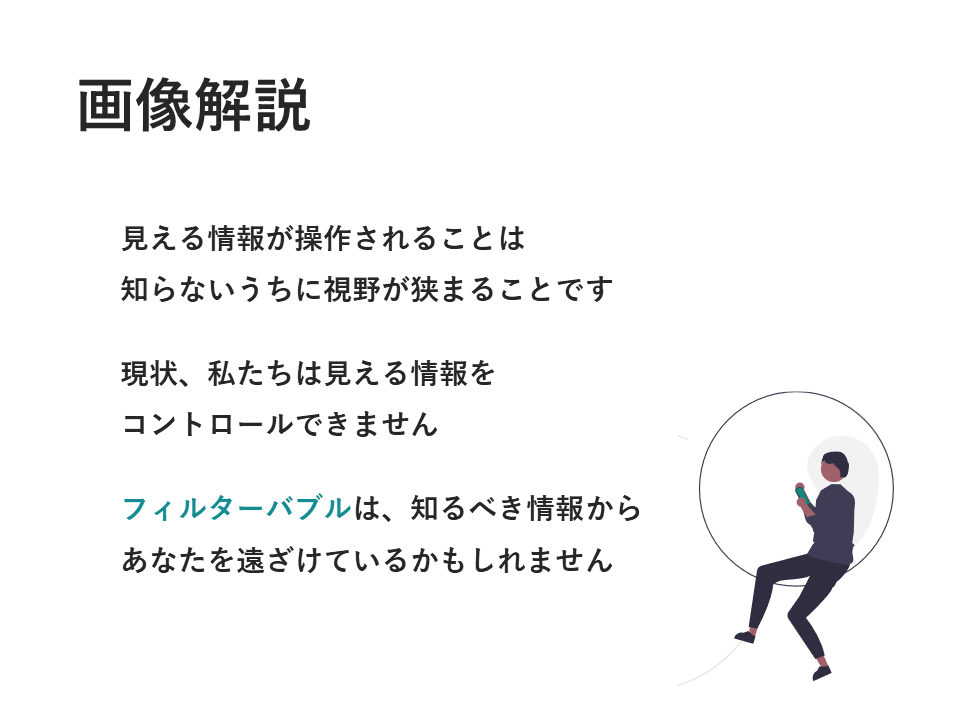 画像解説
見える情報が操作されることは
知らないうちに視野が狭まることです
現状、私たちは見える情報を
コントロールできません
フィルターバブルは、知るべき情報から
あなたを遠ざけているかもしれません